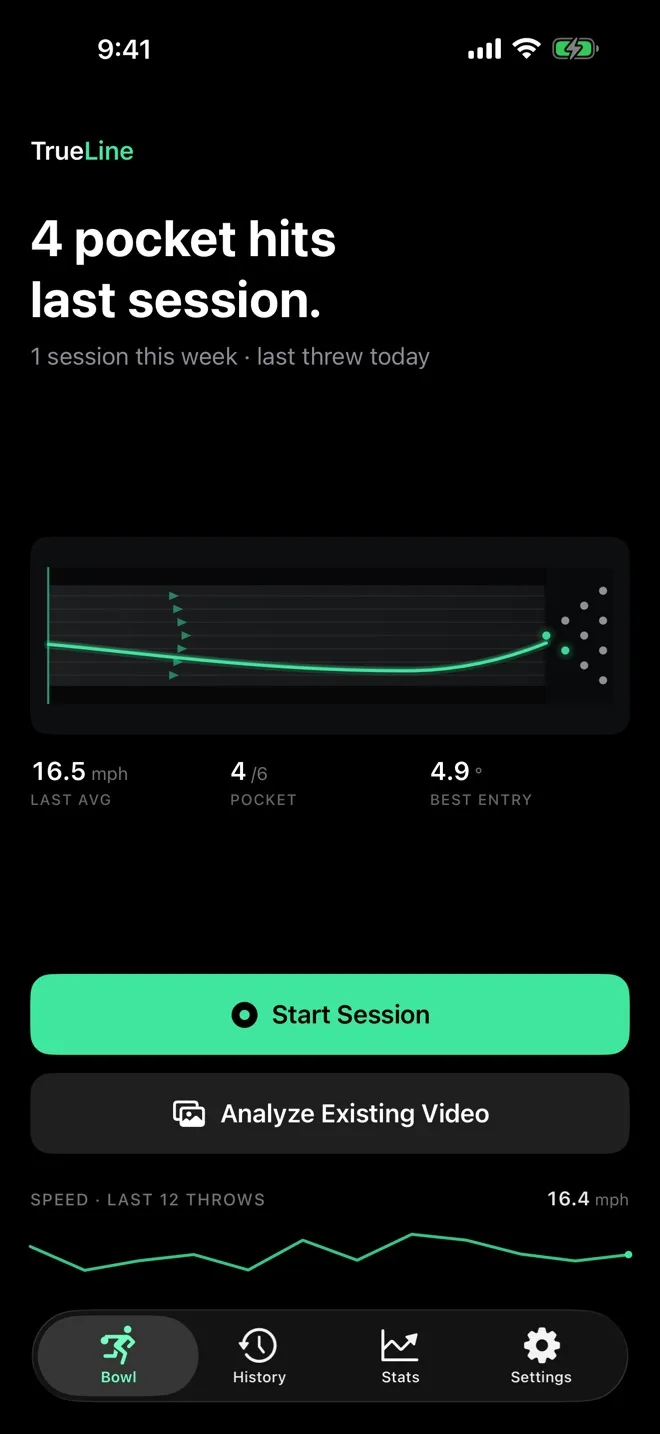 9:41
TrueLine
4 pocket hits
last session.
1 session this week · last threw today
16.5 mph
LAST AVG
4 /6
POCKET
4.9 °
BEST ENTRY
Start Session
Analyze Existing Video
SPEED · LAST 12 THROWS
16.4 mph
Bowl
History
Stats
Settings